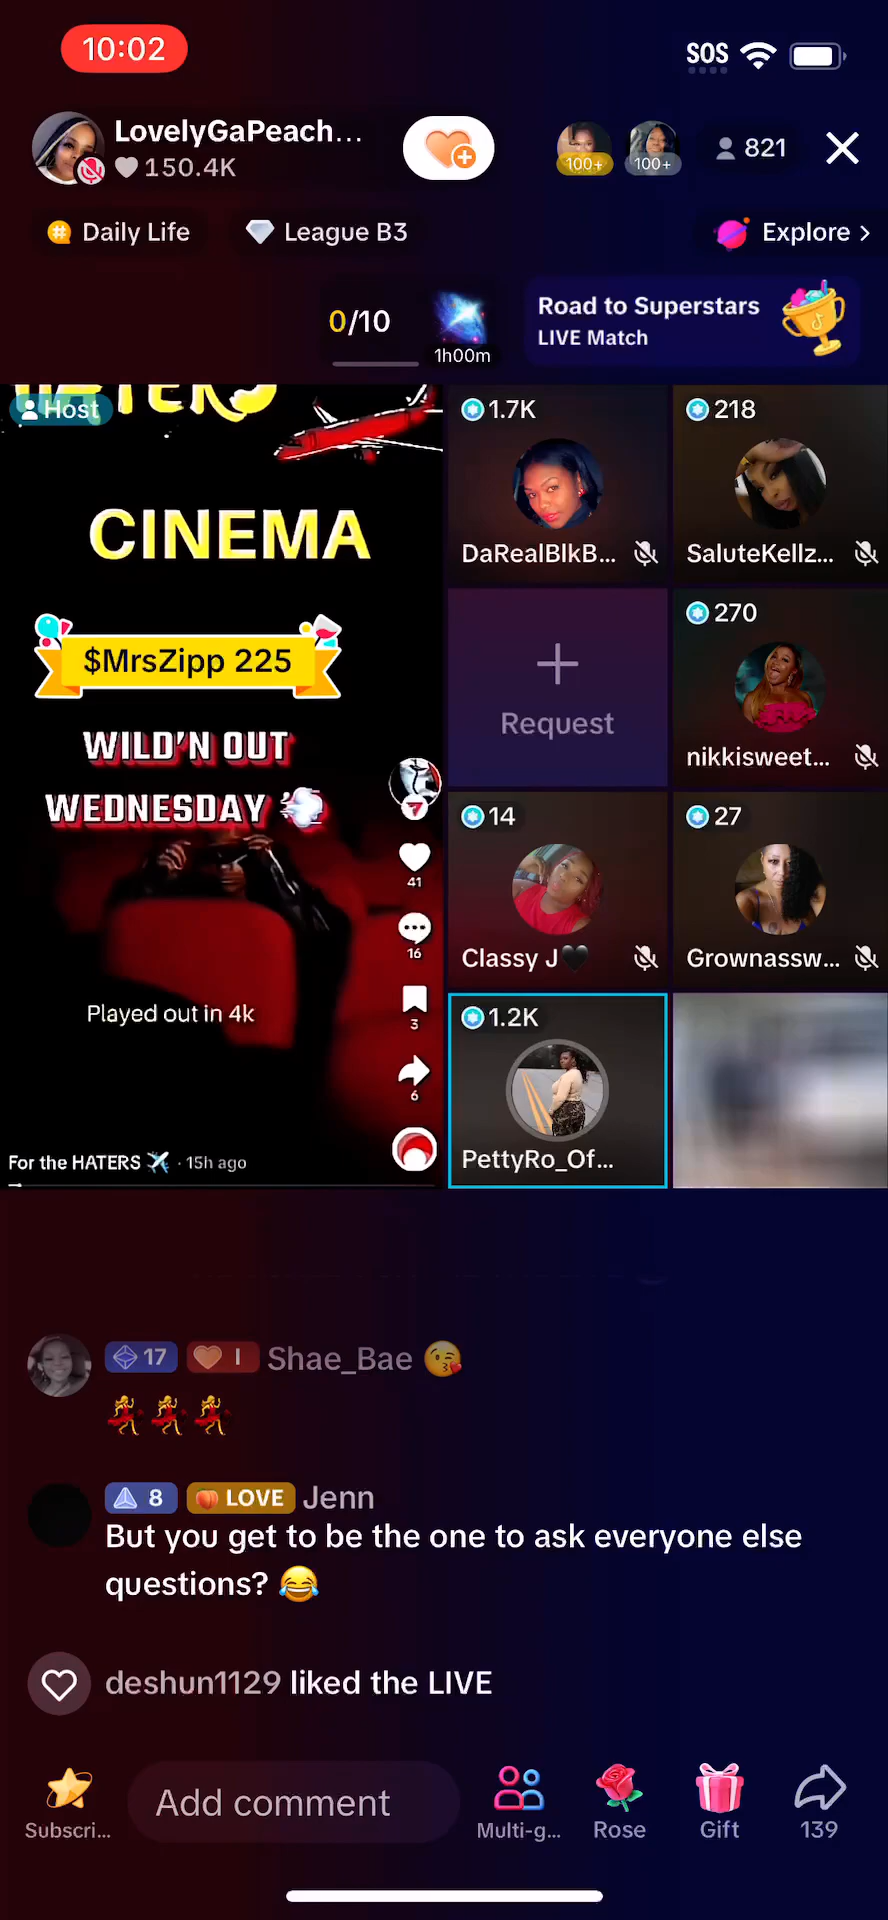 10:02
SOS
LovelyGaPeach...
150.4K
100+
100+
821
Daily Life
League B3
Explore >
0/10
1h00m
Road to Superstars
LIVE Match
HATERS
Host
CINEMA
$MrsZipp 225
WILD'N OUT
WEDNESDAY
41
16
Played out in 4k
3
6
For the HATERS · 15h ago
1.7K
DaRealBlkB...
218
SaluteKellz...
+
Request
270
nikkisweet...
14
Classy J
27
Grownassw...
1.2K
PettyRo_Of...
17 I Shae_Bae 😘
💃💃💃
8 LOVE Jenn
But you get to be the one to ask everyone else
questions? 😂
deshun1129 liked the LIVE
Subscri...
Add comment
Multi-g...
Rose
Gift
139